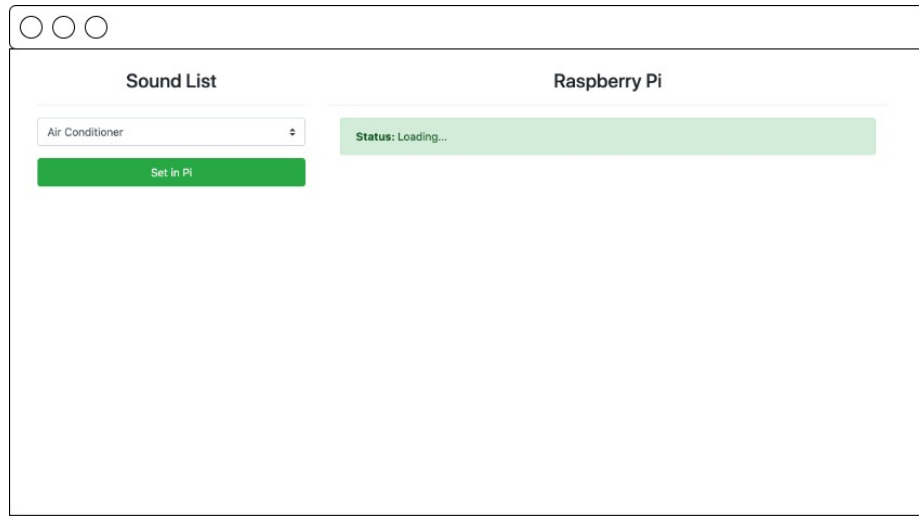 Sound List
Air Conditioner
Set in Pi
Raspberry Pi
Status: Loading...